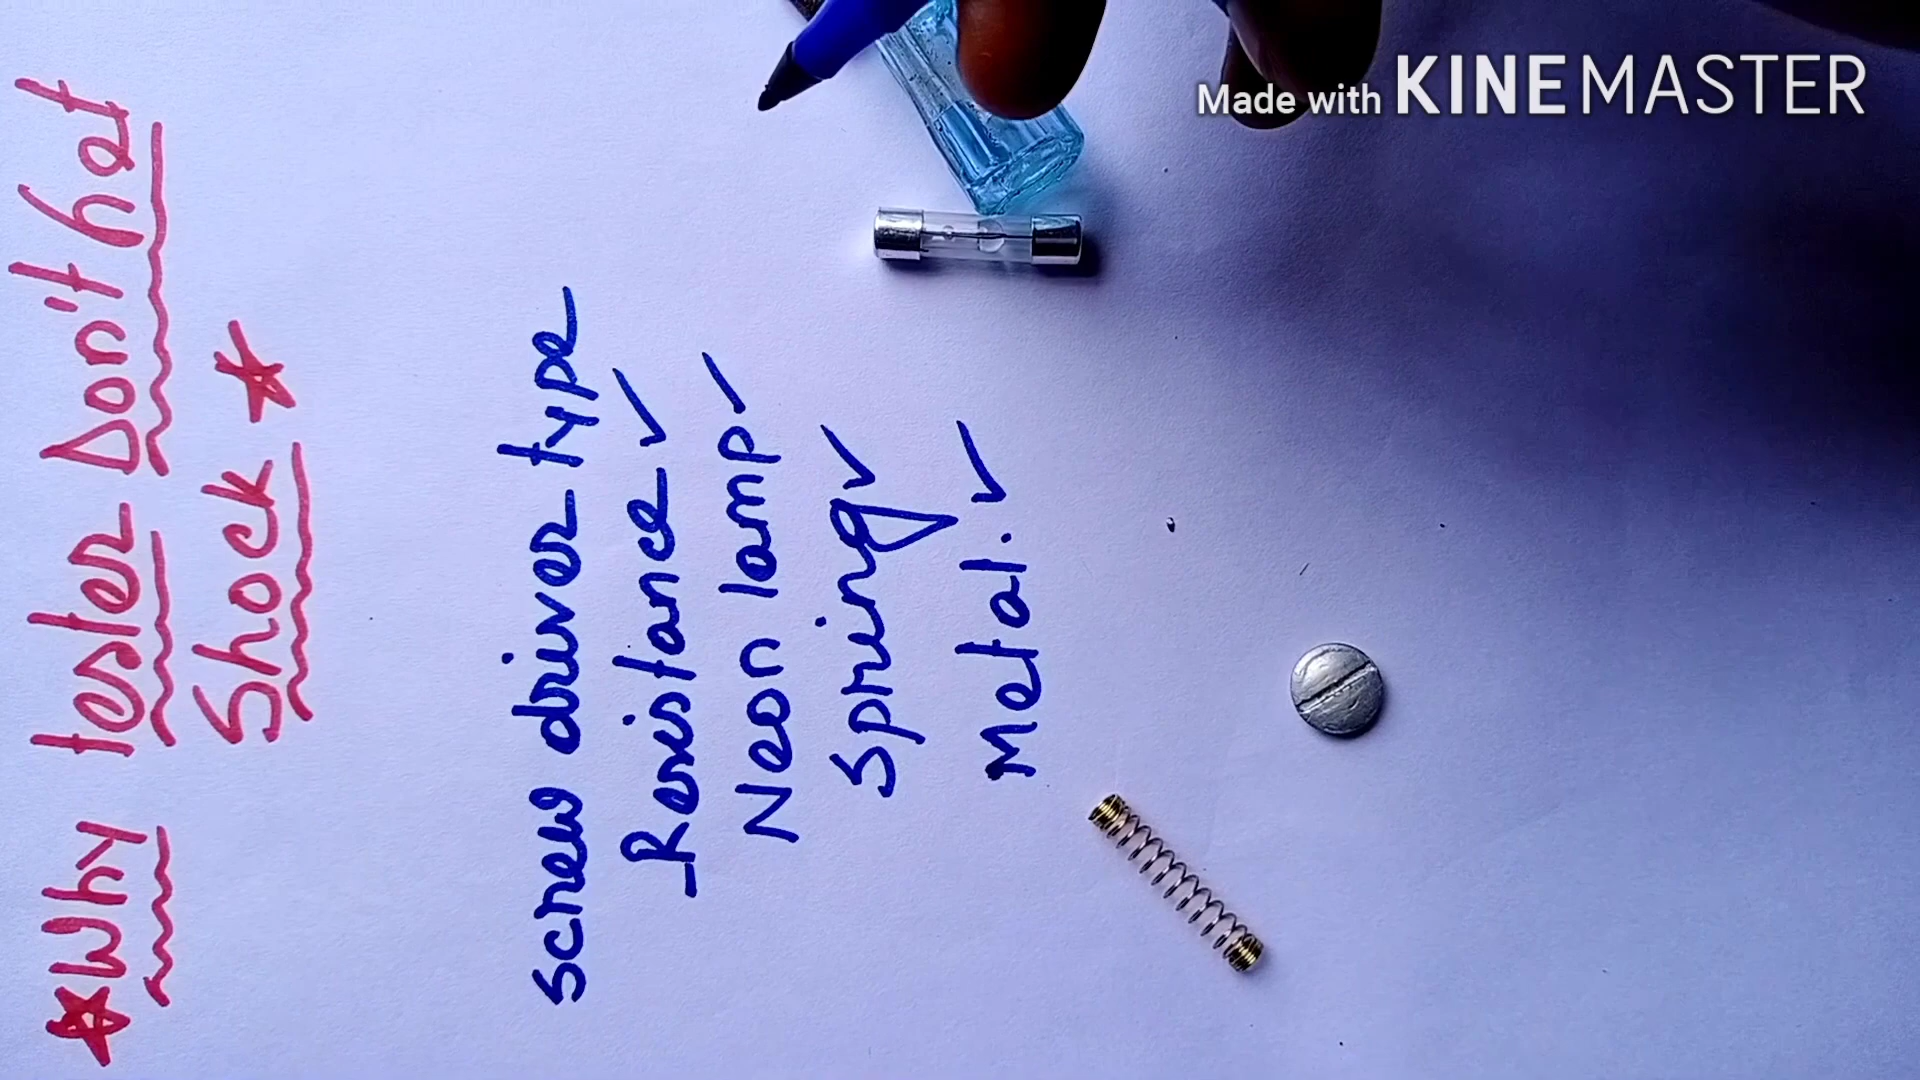 *Why tester Don't hat
Shock *
screw driver type
Resistance ✓
Neon lamp ✓
Spring ✓
Metal. ✓
Made with KINEMASTER